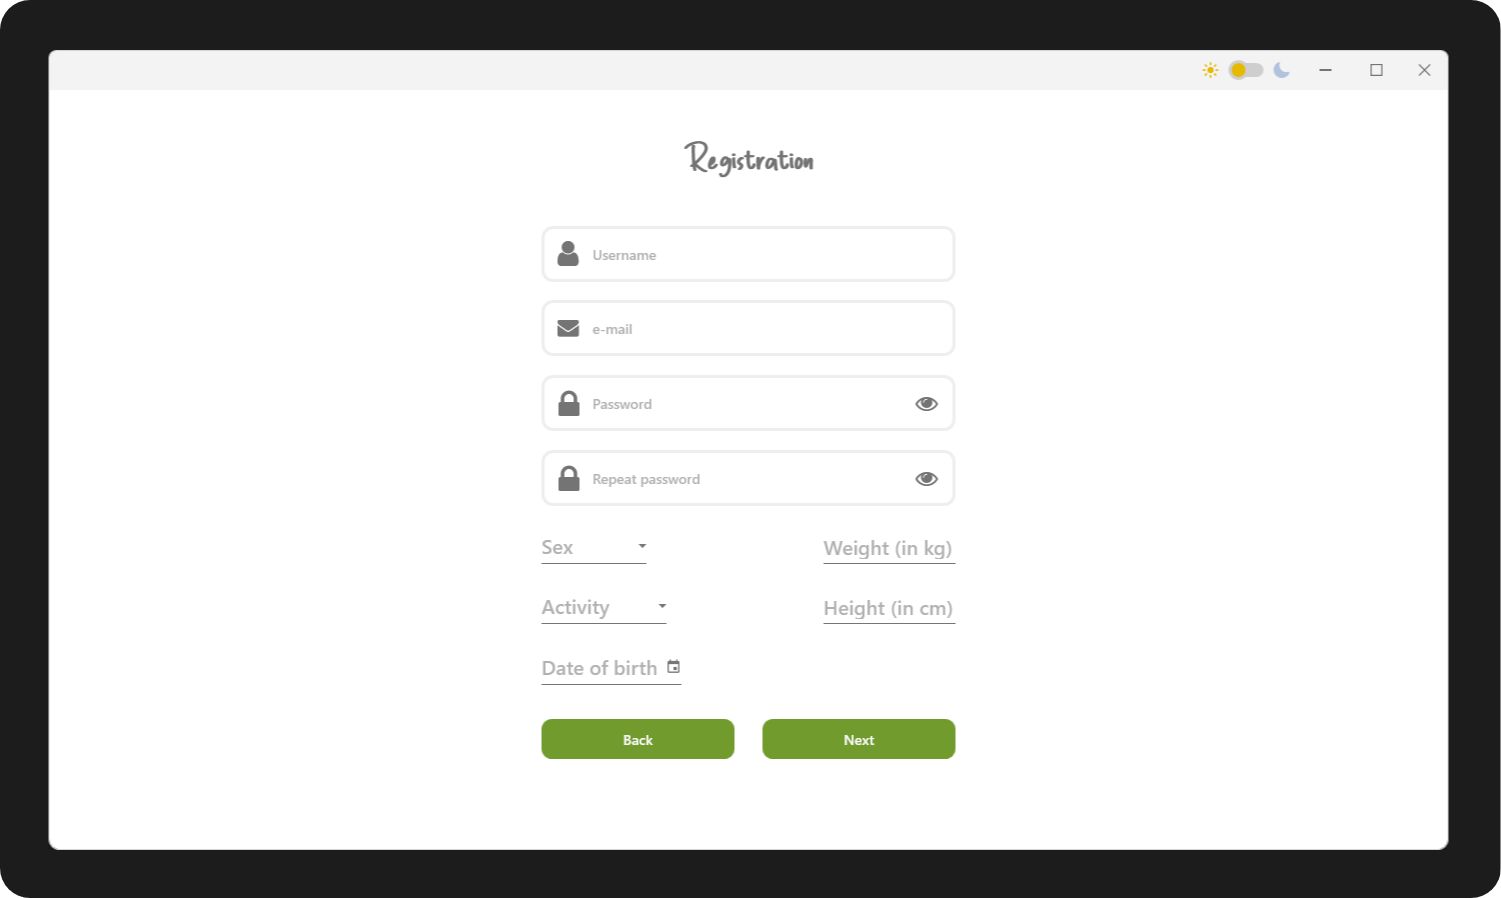 Registration
Username
e-mail
Password
Repeat password
Sex
Weight (in kg)
Activity
Height (in cm)
Date of birth
Back
Next